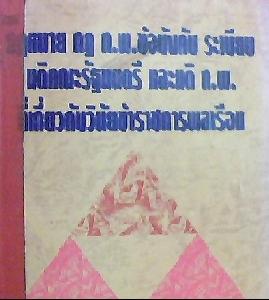 กฎหมาย กฎ ก.พ. ข้อบังคับ ระเบียบ
มติคณะรัฐมนตรี และมติ ก.พ.
ที่เกี่ยวกับวินัยข้าราชการพลเรือน